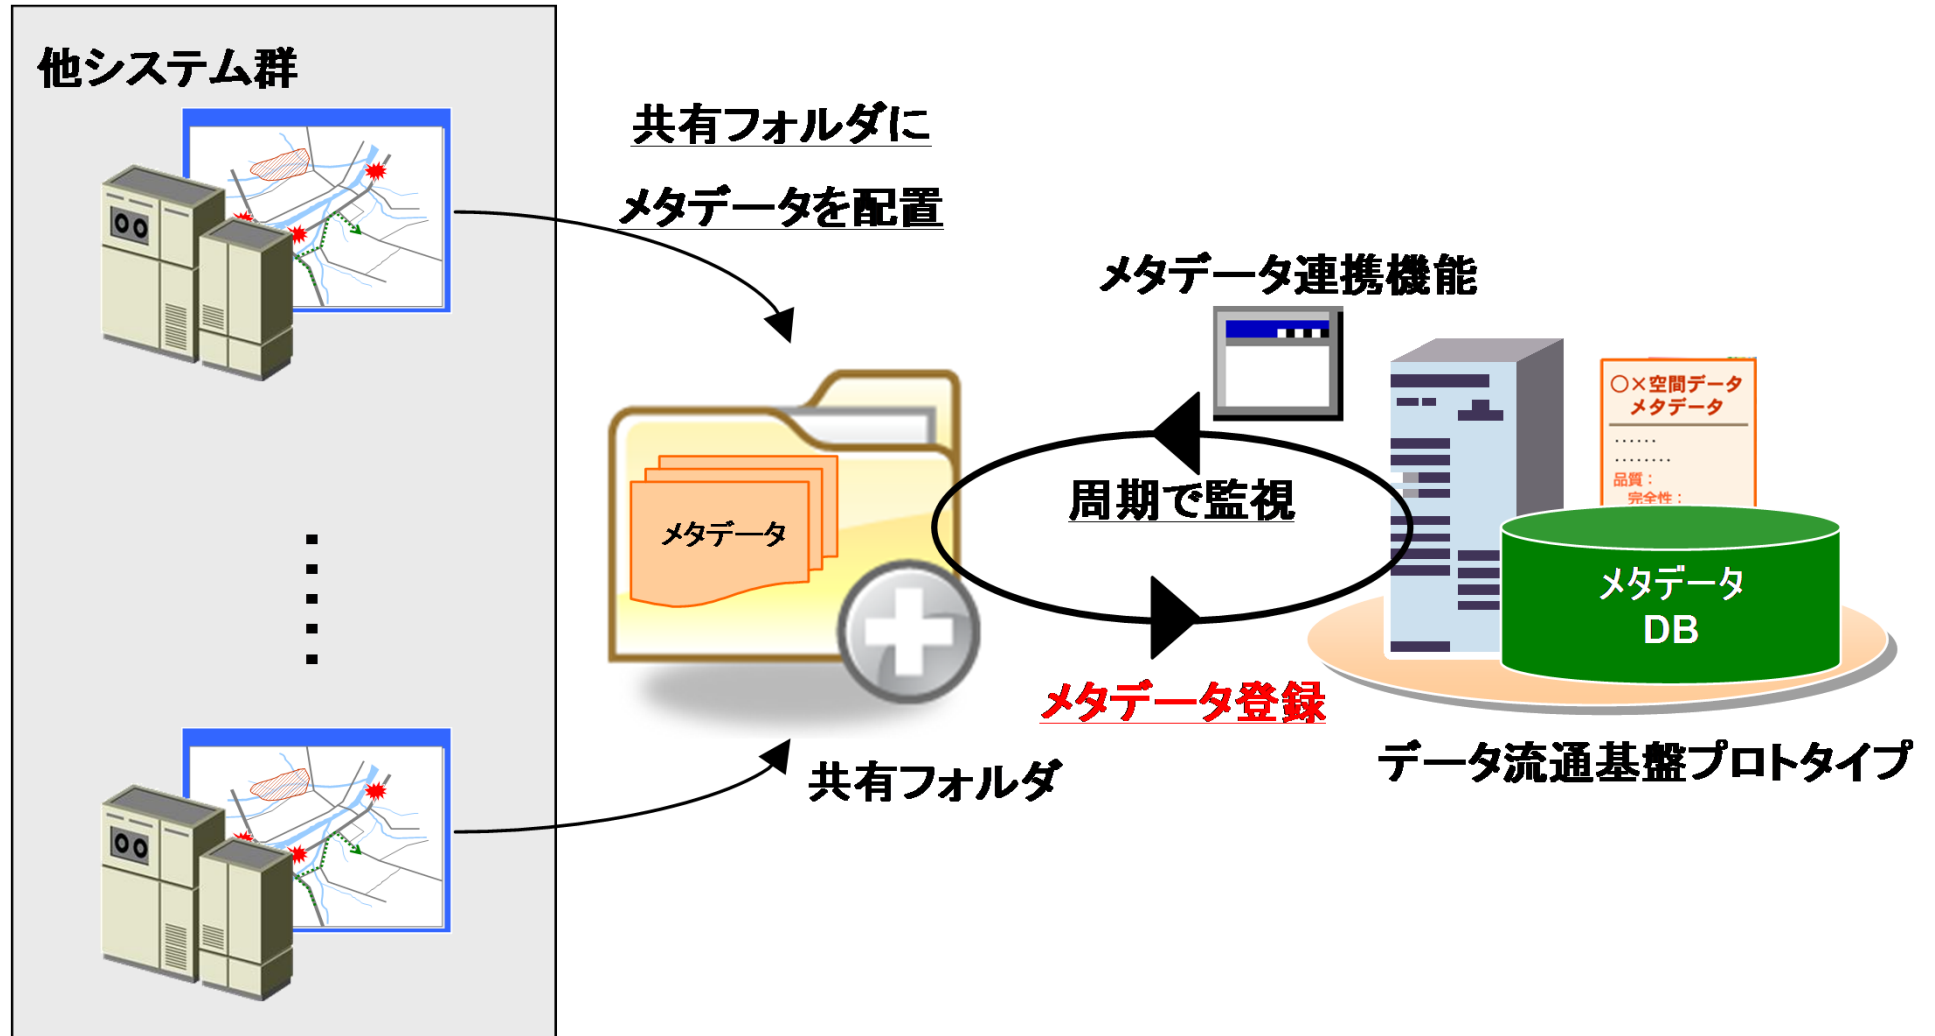 他システム群
共有フォルダに
メタデータを配置
メタデータ連携機能
○×空間データ
メタデータ
……
………
品質：
完全性：
周期で監視
メタデータ
メタデータ
DB
メタデータ登録
共有フォルダ
データ流通基盤プロトタイプ